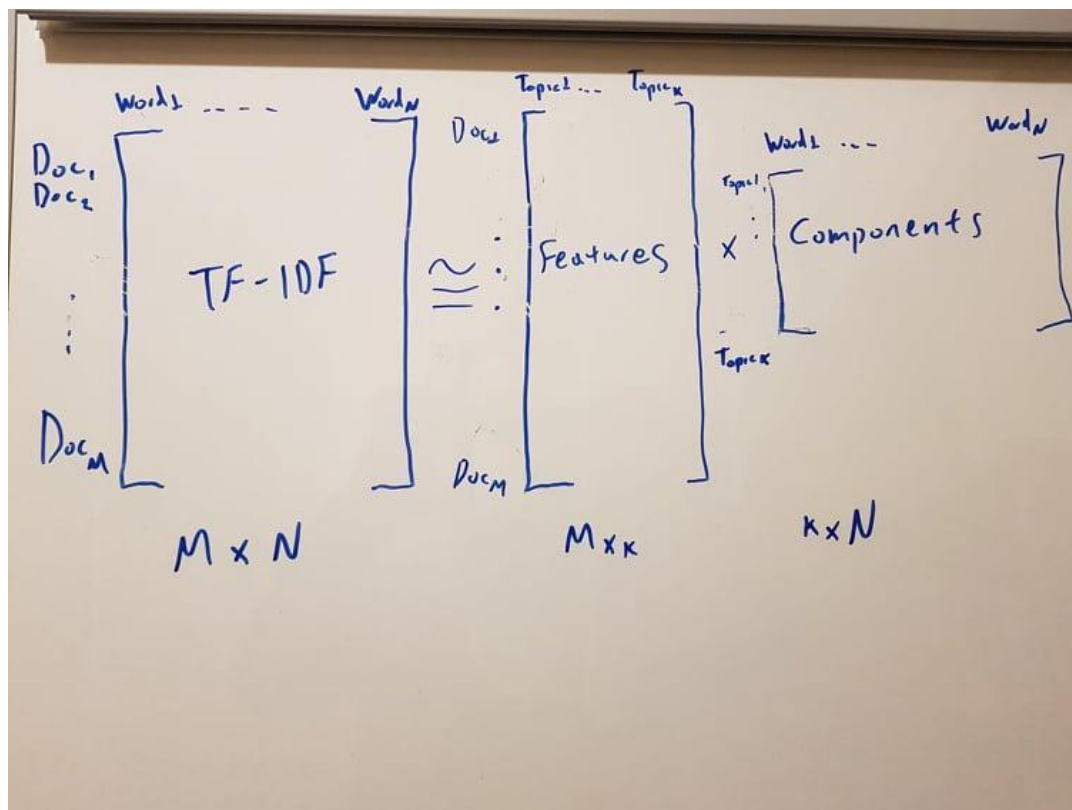 Word1 ----
WordN
Topic1 ... TopicK
Doc1
Doc2
TF-IDF
DocM
M x N
≅
Doc1
Features
DocM
M x K
x
Word1 ---
WordN
Topic1
Components
TopicK
K x N